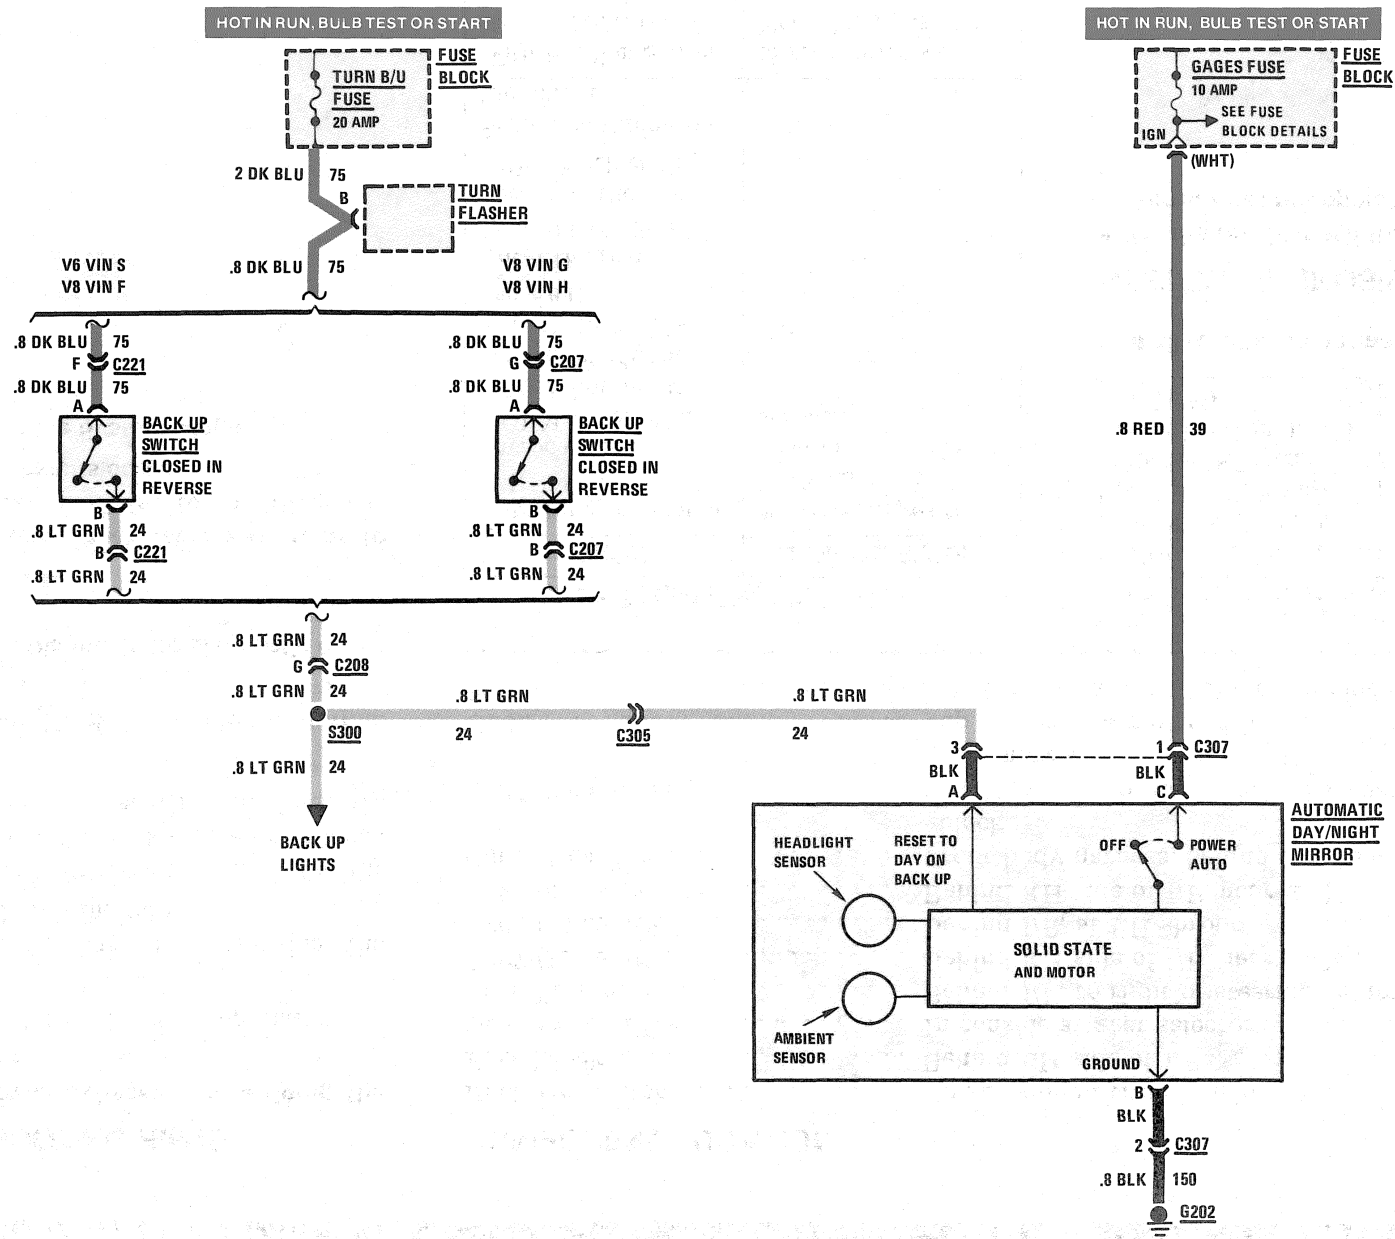 HOT IN RUN, BULB TEST OR START
FUSE
BLOCK
TURN B/U
FUSE
20 AMP
2 DK BLU
75
B
TURN
FLASHER
.8 DK BLU
75
V6 VIN S
V8 VIN F
V8 VIN G
V8 VIN H
.8 DK BLU
75
F
C221
.8 DK BLU
75
A
BACK UP
SWITCH
CLOSED IN
REVERSE
B
.8 LT GRN
24
B
C221
.8 LT GRN
24
.8 DK BLU
75
G
C207
.8 DK BLU
75
A
BACK UP
SWITCH
CLOSED IN
REVERSE
B
.8 LT GRN
24
B
C207
.8 LT GRN
24
.8 LT GRN
24
G
C208
.8 LT GRN
24
S300
.8 LT GRN
24
BACK UP
LIGHTS
.8 LT GRN
24
C305
.8 LT GRN
24
HOT IN RUN, BULB TEST OR START
FUSE
BLOCK
GAGES FUSE
10 AMP
SEE FUSE
BLOCK DETAILS
IGN
(WHT)
.8 RED
39
3
1
C307
BLK
BLK
A
C
AUTOMATIC
DAY/NIGHT
MIRROR
HEADLIGHT
SENSOR
RESET TO
DAY ON
BACK UP
OFF
POWER
AUTO
SOLID STATE
AND MOTOR
AMBIENT
SENSOR
GROUND
B
BLK
2
C307
.8 BLK
150
G202